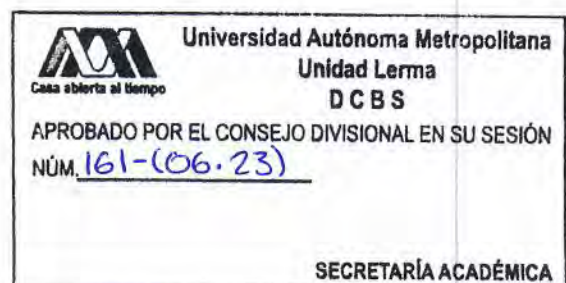 Casa abierta al tiempo
Universidad Autónoma Metropolitana
Unidad Lerma
DCBS
APROBADO POR EL CONSEJO DIVISIONAL EN SU SESIÓN
NÚM. 161-(06.23)
SECRETARÍA ACADÉMICA